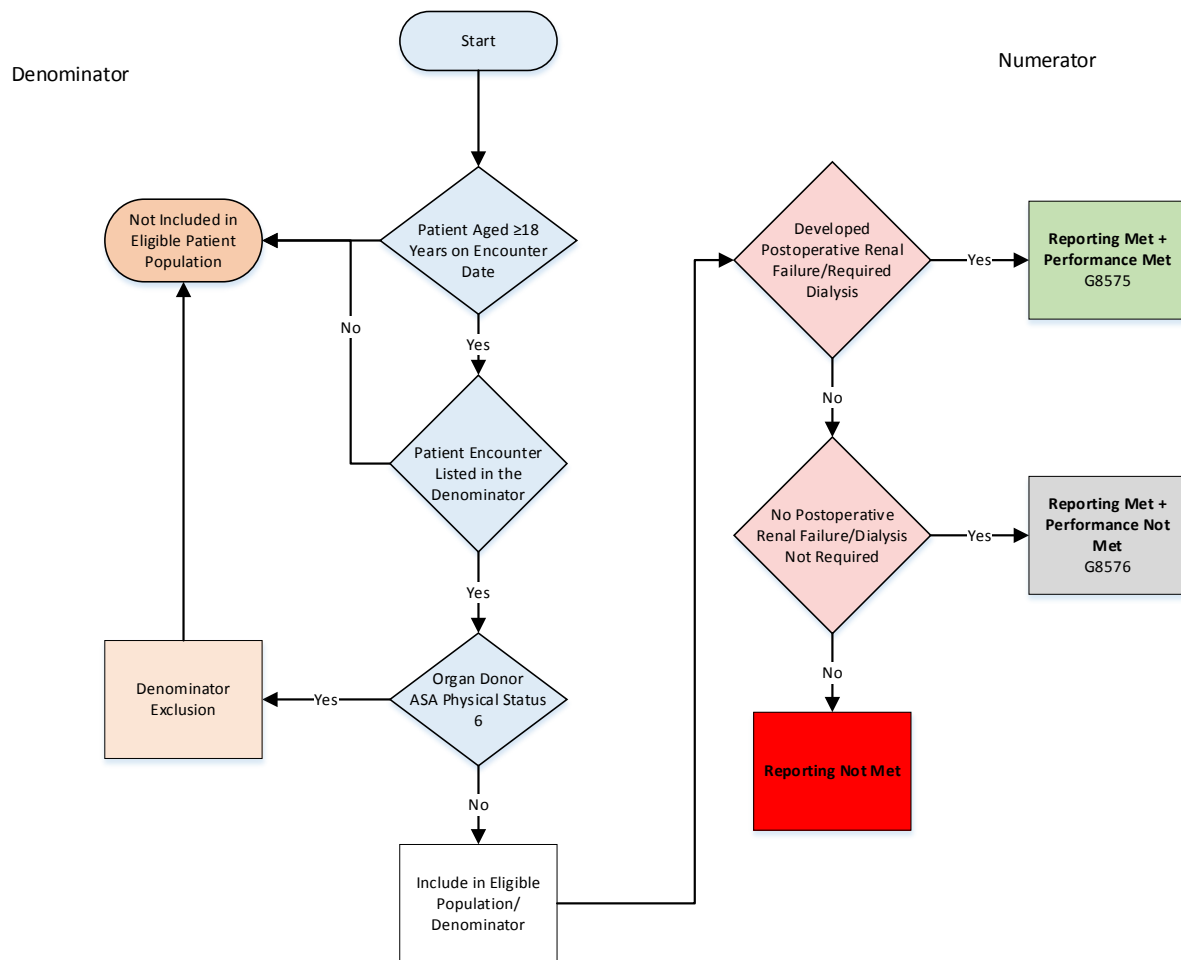 Start
Denominator
Numerator
Not Included in
Eligible Patient
Population
Patient Aged ≥18
Years on Encounter
Date
No
Yes
Patient Encounter
Listed in the
Denominator
Yes
Organ Donor
ASA Physical Status
6
Yes
Denominator
Exclusion
No
Include in Eligible
Population/
Denominator
Developed
Postoperative Renal
Failure/Required
Dialysis
Yes
Reporting Met +
Performance Met
G8575
No
No Postoperative
Renal Failure/Dialysis
Not Required
Yes
Reporting Met +
Performance Not
Met
G8576
No
Reporting Not Met